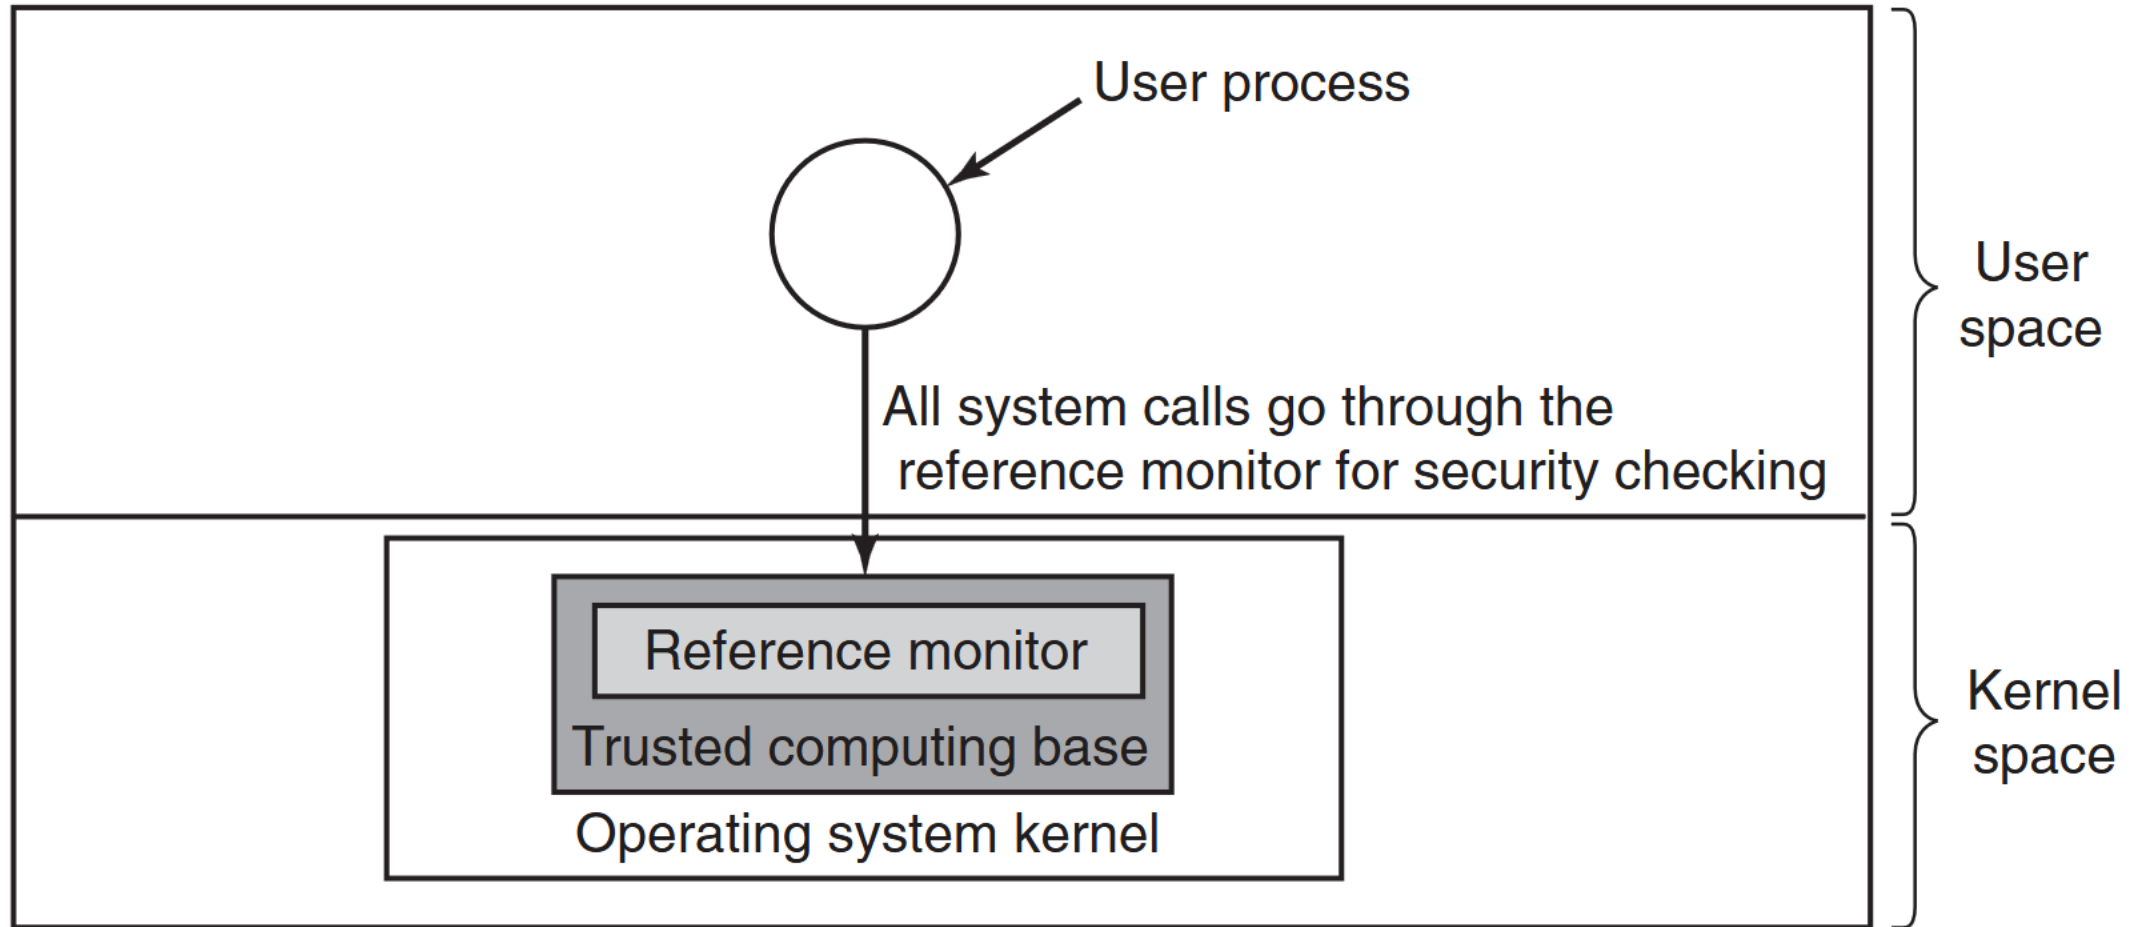 User process
User
space
All system calls go through the
reference monitor for security checking
Reference monitor
Trusted computing base
Operating system kernel
Kernel
space